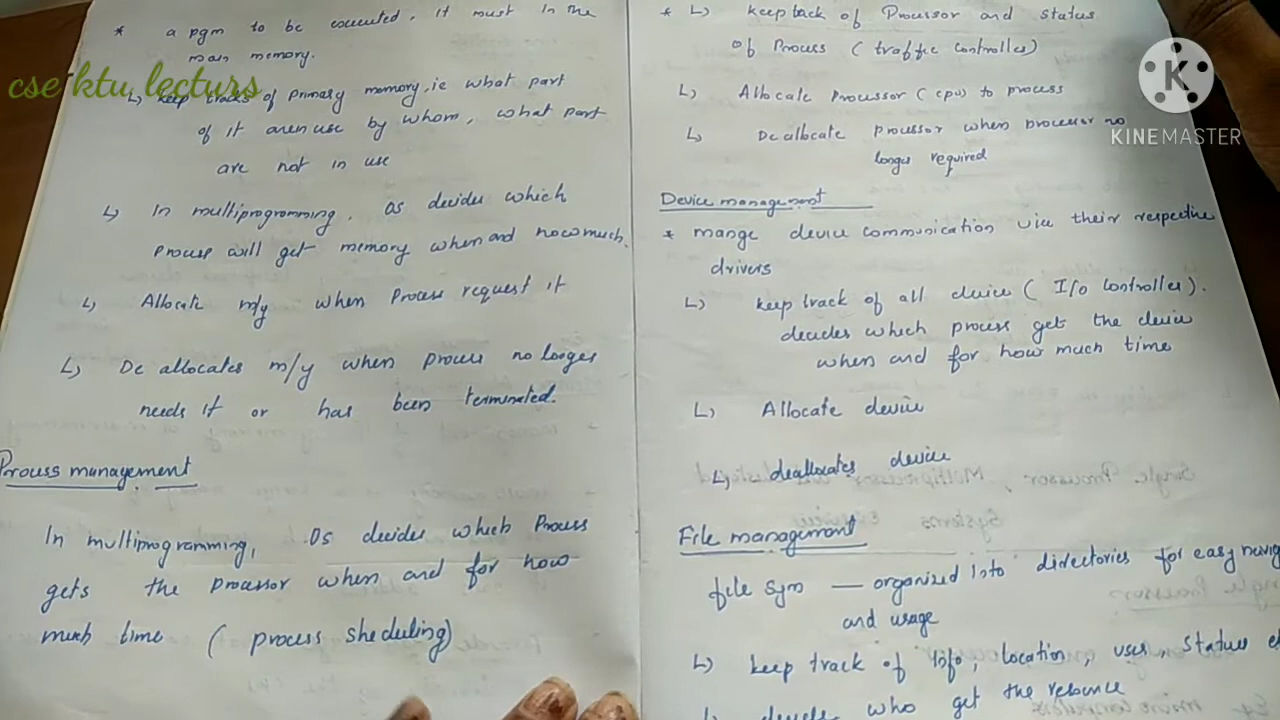 * a pgm to be executed, it must in the
main memory.
cse ktu lecturs
↳ keep tracks of primary memory, ie what part
of it are in use by whom, what part
are not in use
↳ In multiprogramming, OS decides which
Process will get memory when and how much.
↳ Allocate m/y when Process request it
↳ De allocates m/y when process no longer
needs it or has been terminated.
Process management
In multiprogramming, OS decides which Process
gets the processor when and for how
much time (process sheduling)
* ↳ keep tack of Processor and status
of Process (traffic controller)
↳ Allocate Processor (CPU) to process
↳ De allocate processor when processor no
longer required
KINEMASTER
Device management
* mange device communication via their respective
drivers
↳ keep track of all device (I/O controller).
decides which process gets the device
when and for how much time
↳ Allocate device
↳ deallocates device
File management
file sym — organized into directories for easy
and usage
↳ keep track of info, location, uses, status
who get the resource